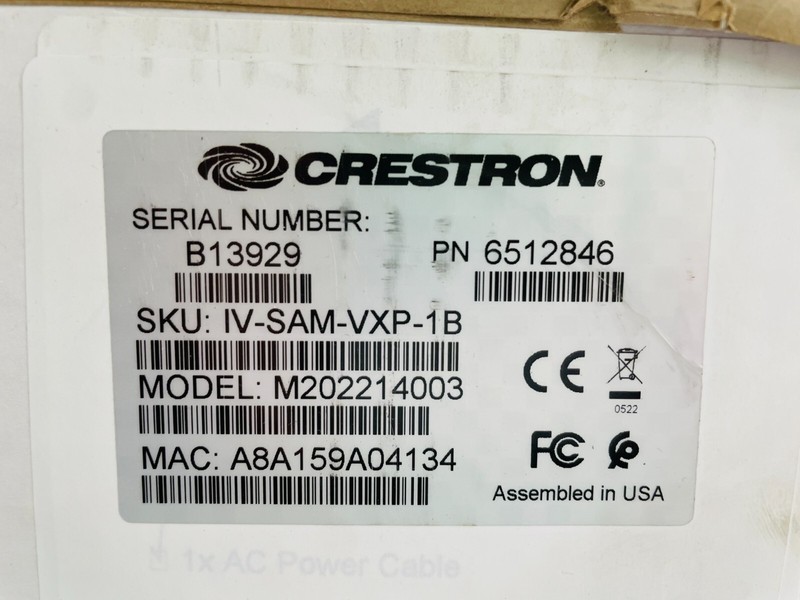 CRESTRON®
SERIAL NUMBER:
B13929
PN 6512846
SKU: IV-SAM-VXP-1B
MODEL: M202214003
MAC: A8A159A04134
CE
0522
FC
Assembled in USA
1x AC Power Cable